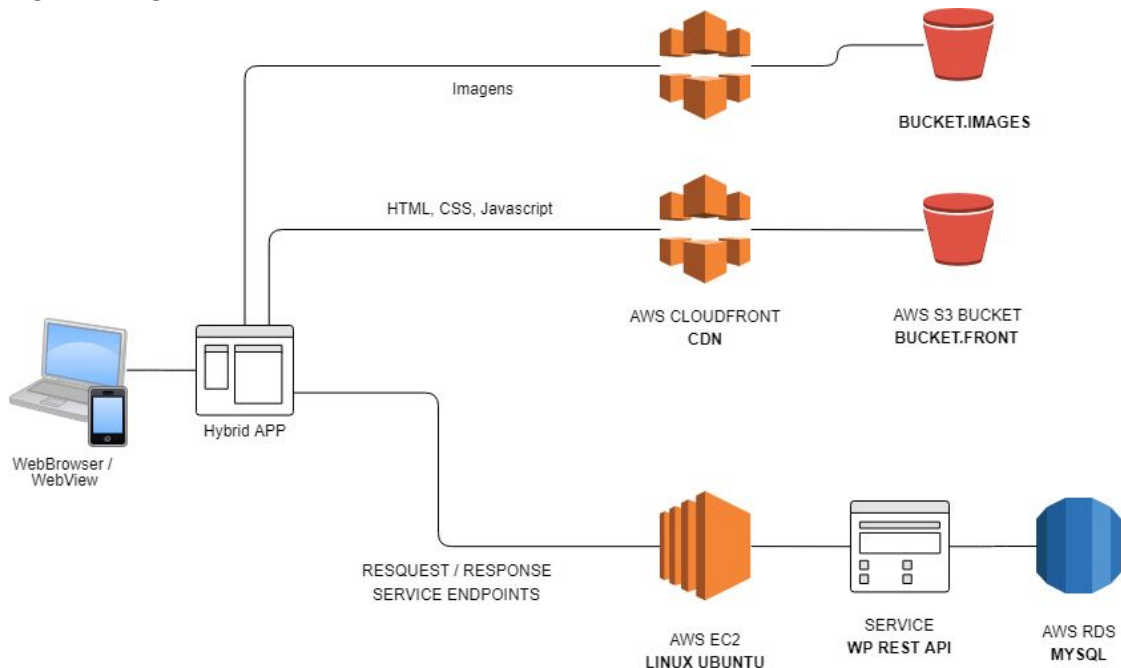 Imagens
BUCKET.IMAGES
HTML, CSS, Javascript
AWS CLOUDFRONT
CDN
AWS S3 BUCKET
BUCKET.FRONT
Hybrid APP
WebBrowser /
WebView
RESQUEST / RESPONSE
SERVICE ENDPOINTS
AWS EC2
LINUX UBUNTU
SERVICE
WP REST API
AWS RDS
MYSQL